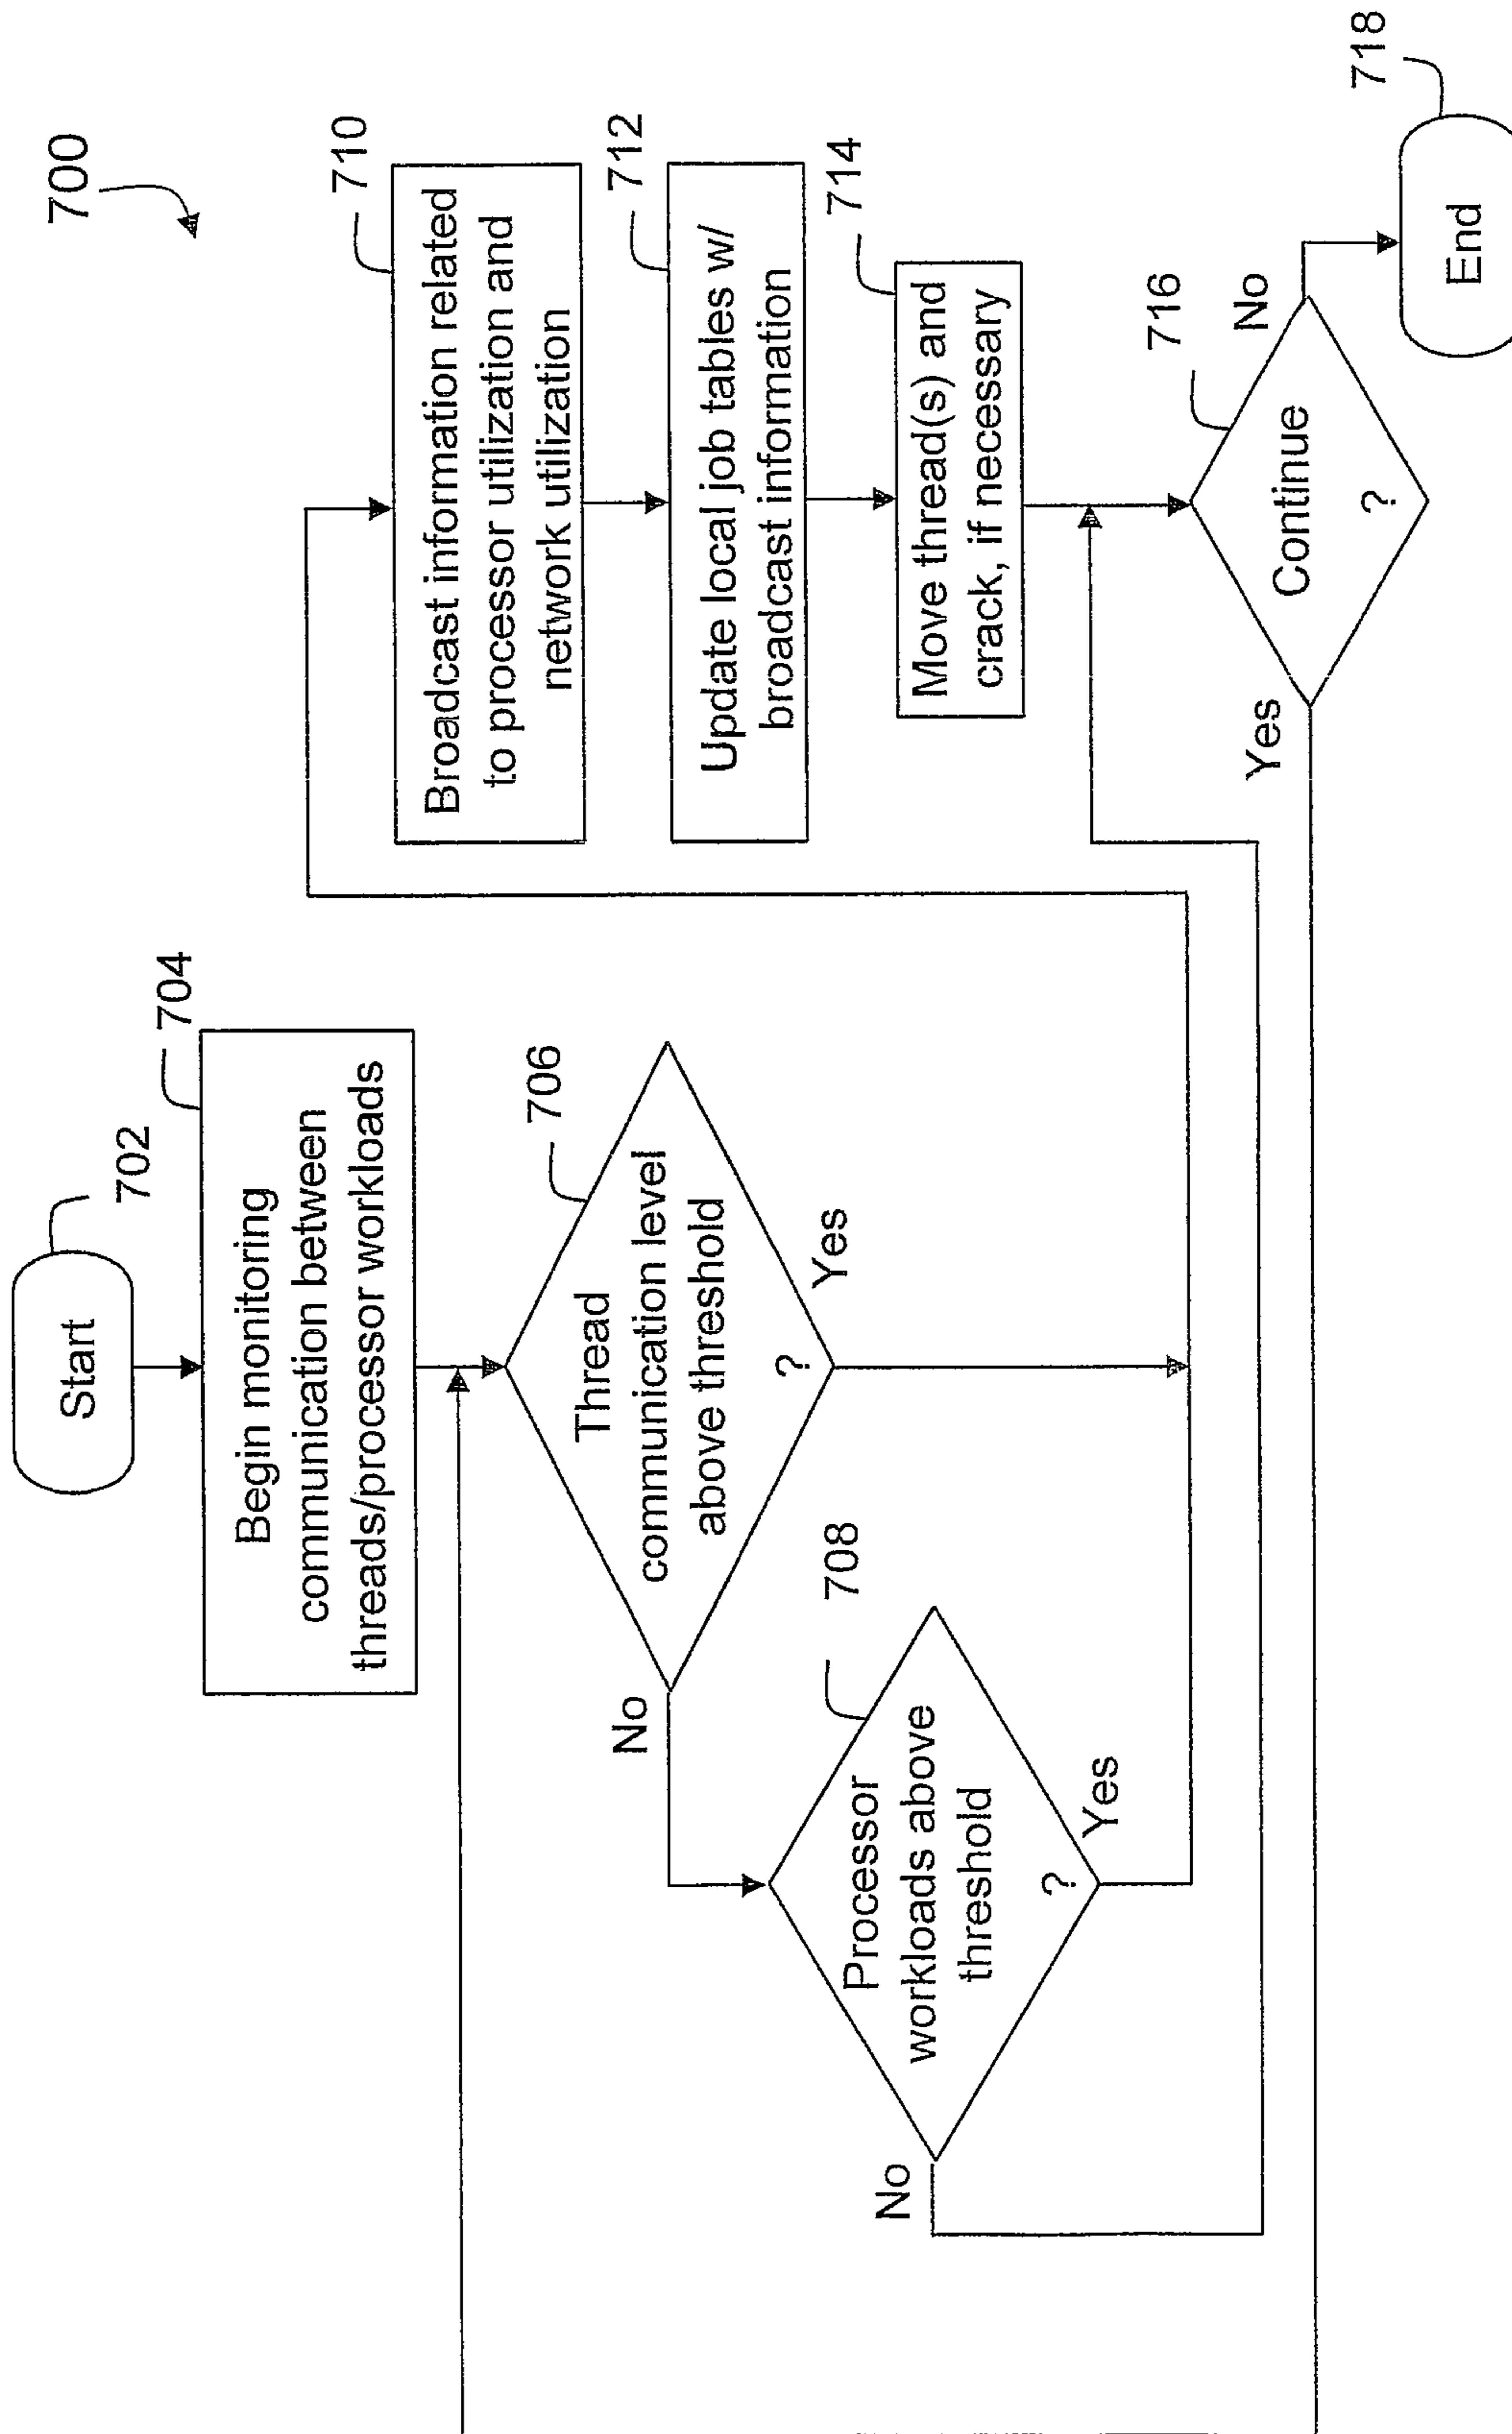 700
Start
702
Begin monitoring
communication between
threads/processor workloads
704
Thread
communication level
above threshold
?
706
No
Yes
Processor
workloads above
threshold
?
708
No
Yes
Broadcast information related
to processor utilization and
network utilization
710
Update local job tables w/
broadcast information
712
Move thread(s) and
crack, if necessary
714
Continue
?
716
Yes
No
End
718